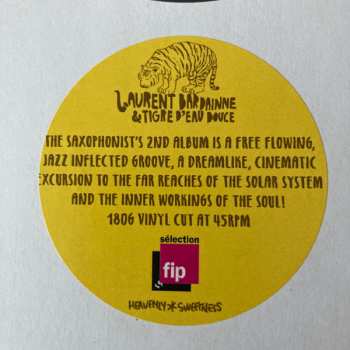 LAURENT BARDAINNE
& TIGRE D'EAU DOUCE
THE SAXOPHONIST'S 2ND ALBUM IS A FREE FLOWING,
JAZZ INFLECTED GROOVE, A DREAMLIKE, CINEMATIC
EXCURSION TO THE FAR REACHES OF THE SOLAR SYSTEM
AND THE INNER WORKINGS OF THE SOUL!
180G VINYL CUT AT 45RPM
sélection
fip
HEAVENLY SWEETNESS